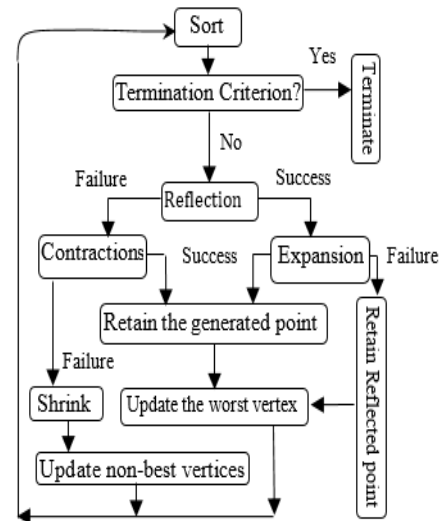 Sort
Termination Criterion?
Yes
Terminate
No
Failure
Reflection
Success
Contractions
Success
Expansion
Failure
Retain the generated point
Retain Reflected point
Failure
Shrink
Update the worst vertex
Update non-best vertices